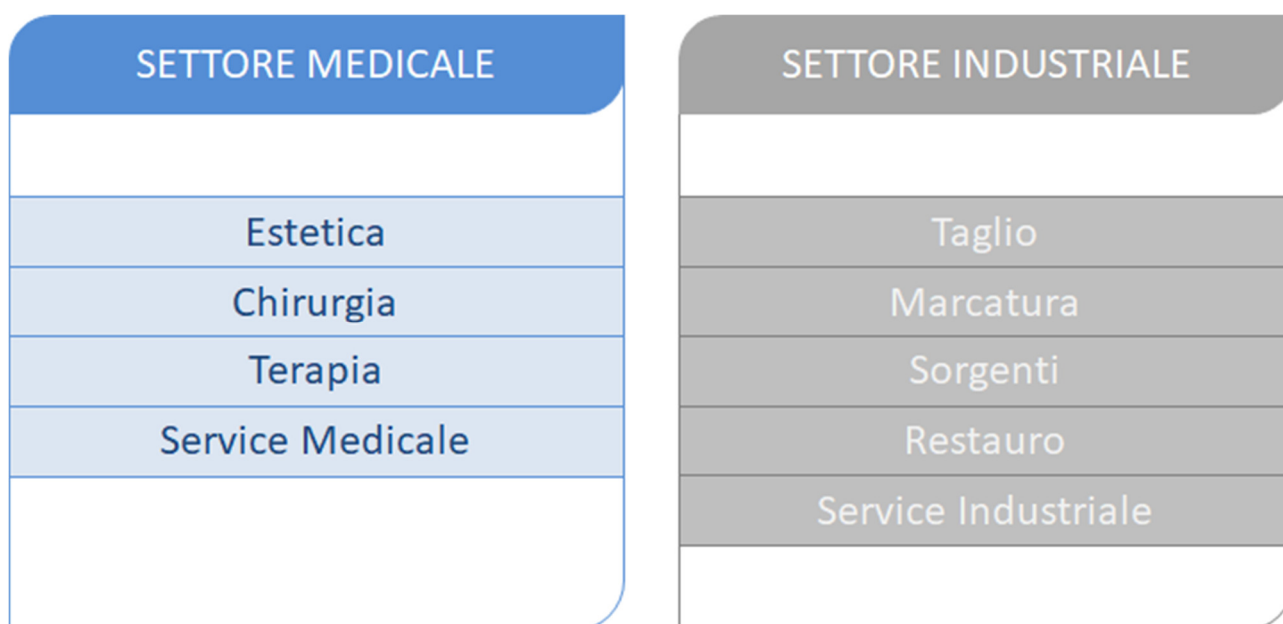 SETTORE MEDICALE
Estetica
Chirurgia
Terapia
Service Medicale
SETTORE INDUSTRIALE
Taglio
Marcatura
Sorgenti
Restauro
Service Industriale